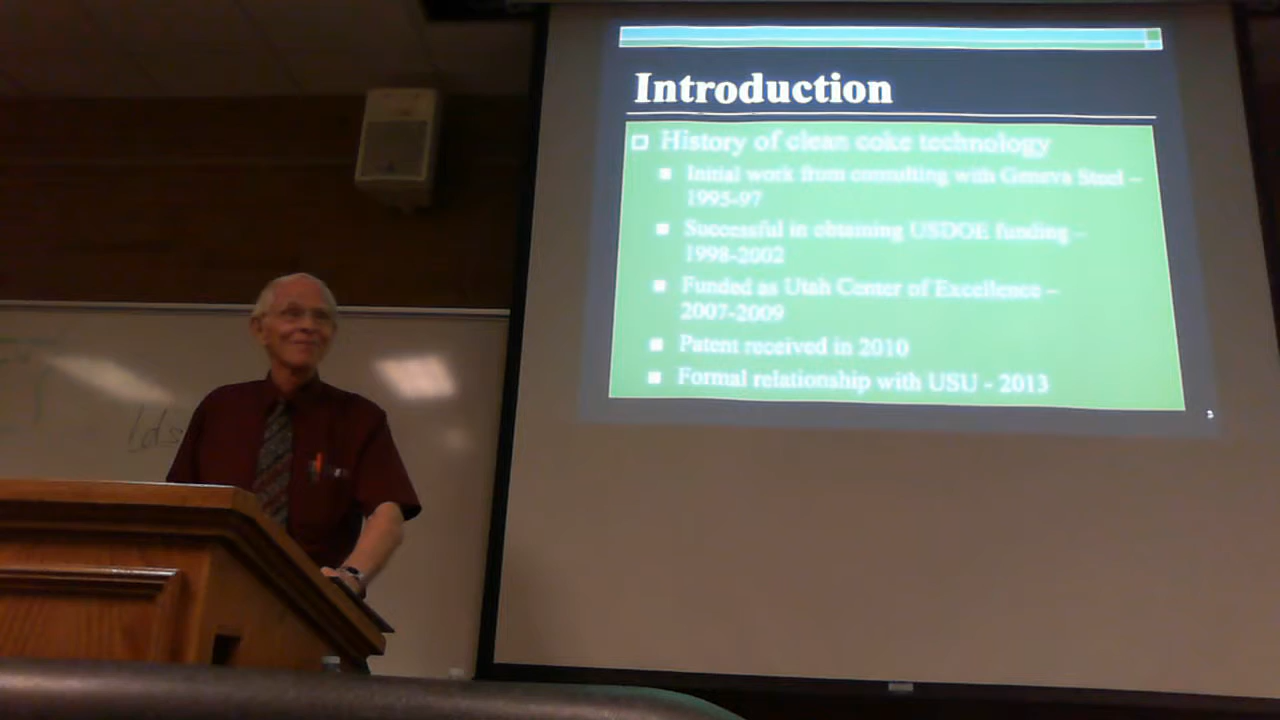 Introduction
History of clean coke technology
Initial work from consulting with Geneva Steel –
1995-97
Successful in obtaining USDOE funding –
1998-2002
Funded as Utah Center of Excellence –
2007-2009
Patent received in 2010
Formal relationship with USU - 2013
3
lds